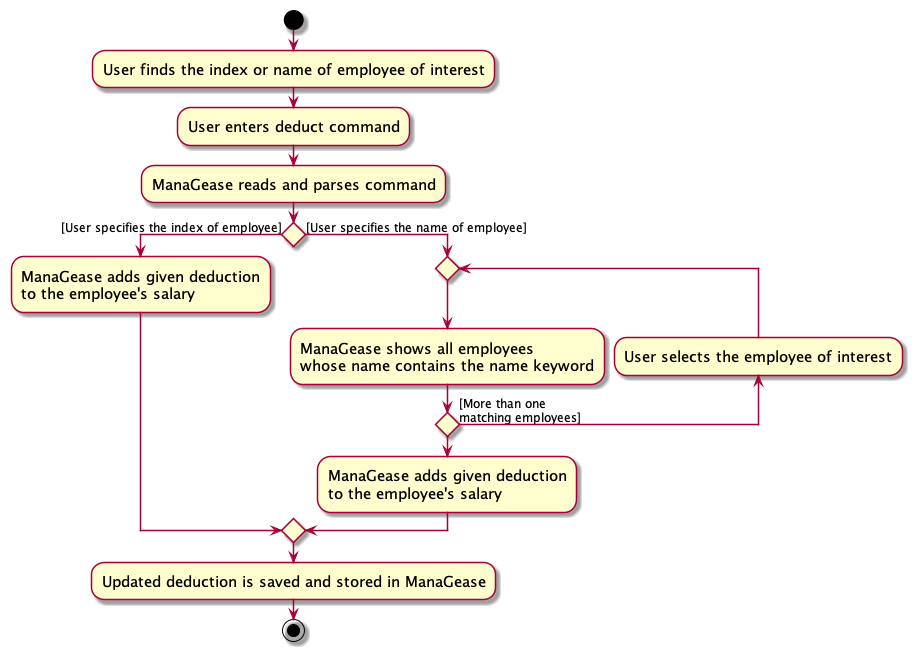 User finds the index or name of employee of interest
User enters deduct command
ManaGease reads and parses command
[User specifies the index of employee]
[User specifies the name of employee]
ManaGease adds given deduction
to the employee's salary
ManaGease shows all employees
whose name contains the name keyword
User selects the employee of interest
[More than one
matching employees]
ManaGease adds given deduction
to the employee's salary
Updated deduction is saved and stored in ManaGease